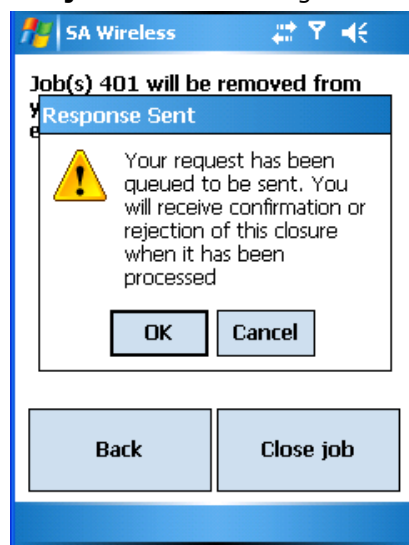 SA Wireless
Job(s) 401 will be removed from
Response Sent
Your request has been
queued to be sent. You
will receive confirmation or
rejection of this closure
when it has been
processed
OK Cancel
Back Close job